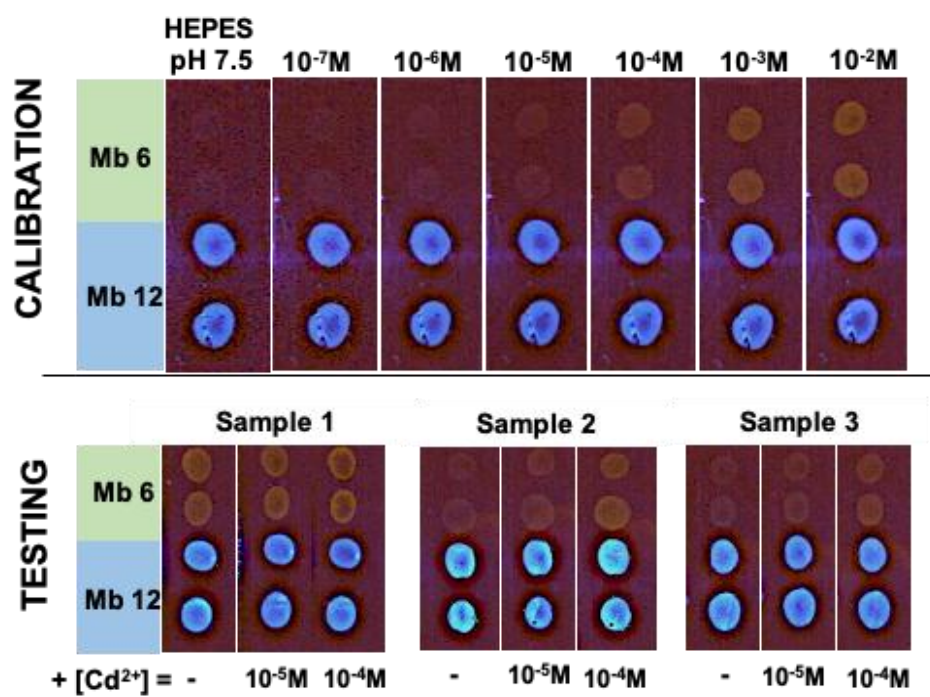 CALIBRATION
HEPES
pH 7.5
10⁻⁷M
10⁻⁶M
10⁻⁵M
10⁻⁴M
10⁻³M
10⁻²M
Mb 6
Mb 12
TESTING
Sample 1
Sample 2
Sample 3
Mb 6
Mb 12
+ [Cd²⁺] = - 10⁻⁵M 10⁻⁴M - 10⁻⁵M 10⁻⁴M - 10⁻⁵M 10⁻⁴M